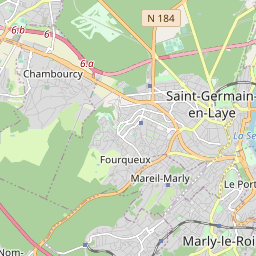 6.b
6
N 184
6.a
Chambourcy
Saint-Germain-
en-Laye
La Se
Fourqueux
Mareil-Marly
Le Port
Marly-le-Roi
Nom-